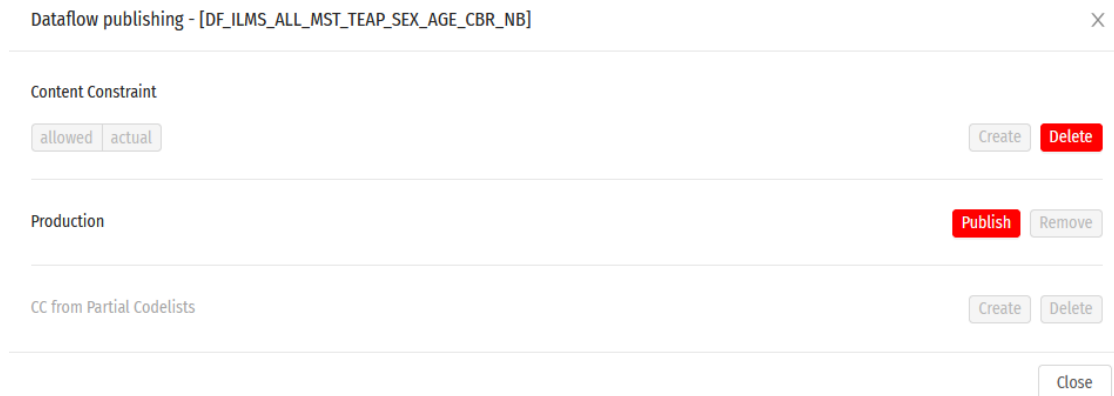 Dataflow publishing - [DF_ILMS_ALL_MST_TEAP_SEX_AGE_CBR_NB]
Content Constraint
allowed actual Create Delete
Production Publish Remove
CC from Partial Codelists Create Delete
Close